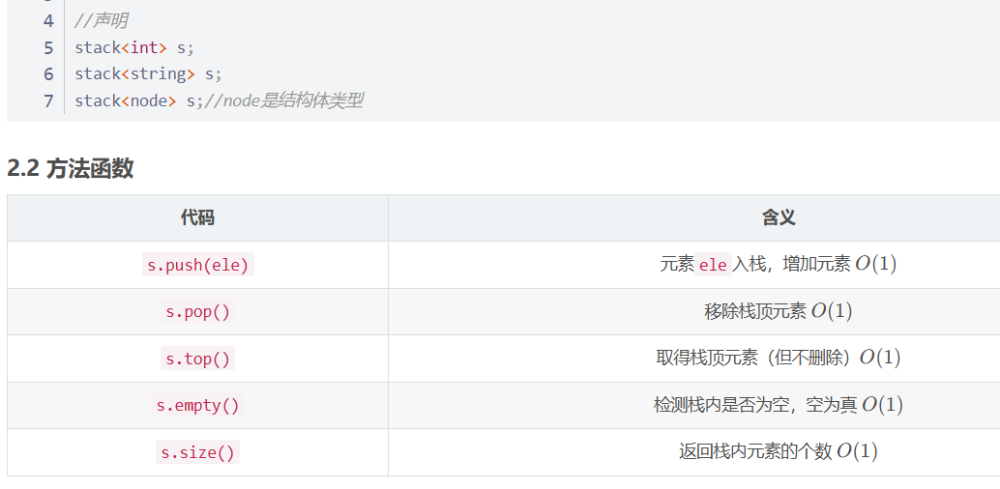 4 //声明
5 stack<int> s;
6 stack<string> s;
7 stack<node> s;//node是结构体类型
2.2 方法函数
代码 含义
s.push(ele) 元素 ele 入栈，增加元素 O(1)
s.pop() 移除栈顶元素 O(1)
s.top() 取得栈顶元素（但不删除）O(1)
s.empty() 检测栈内是否为空，空为真 O(1)
s.size() 返回栈内元素的个数 O(1)